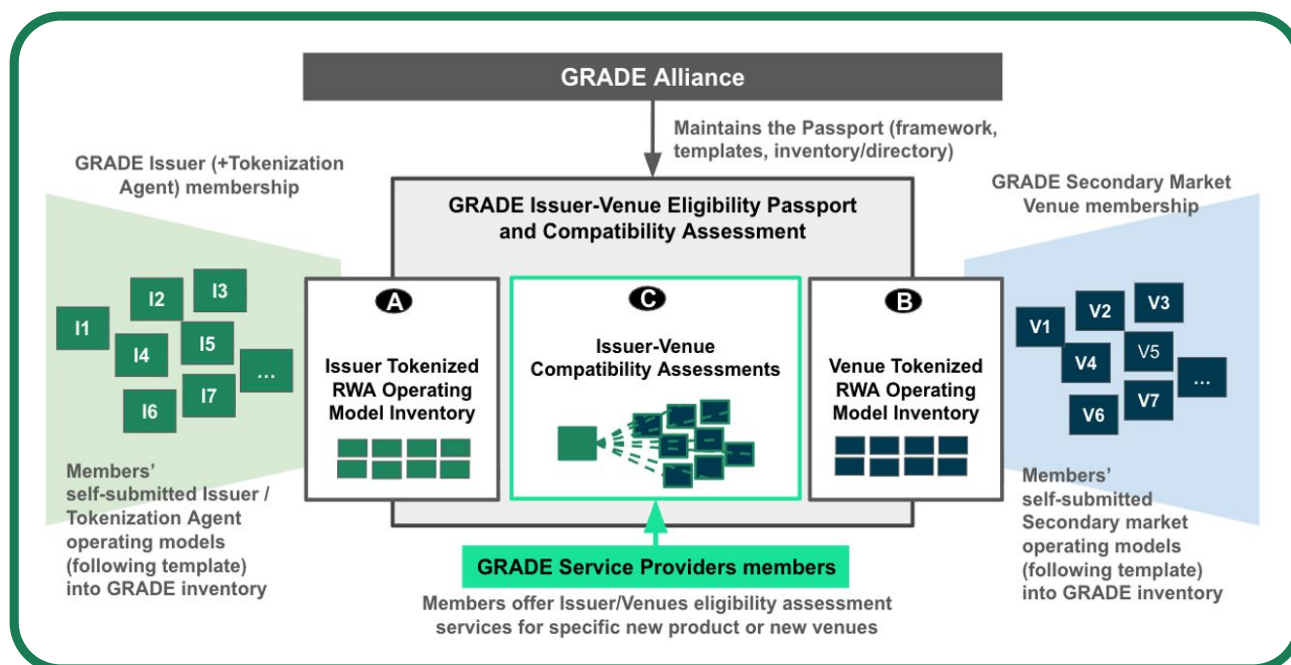 GRADE Alliance
Maintains the Passport (framework,
templates, inventory/directory)
GRADE Issuer (+Tokenization
Agent) membership
GRADE Secondary Market
Venue membership
GRADE Issuer-Venue Eligibility Passport
and Compatibility Assessment
I1
I2
I3
I4
I5
I6
I7
...
A
Issuer Tokenized
RWA Operating
Model Inventory
C
Issuer-Venue
Compatibility Assessments
B
Venue Tokenized
RWA Operating
Model Inventory
V1
V2
V3
V4
V5
V6
V7
...
Members'
self-submitted Issuer /
Tokenization Agent
operating models
(following template)
into GRADE inventory
Members'
self-submitted
Secondary market
operating models
(following template)
into GRADE inventory
GRADE Service Providers members
Members offer Issuer/Venues eligibility assessment
services for specific new product or new venues